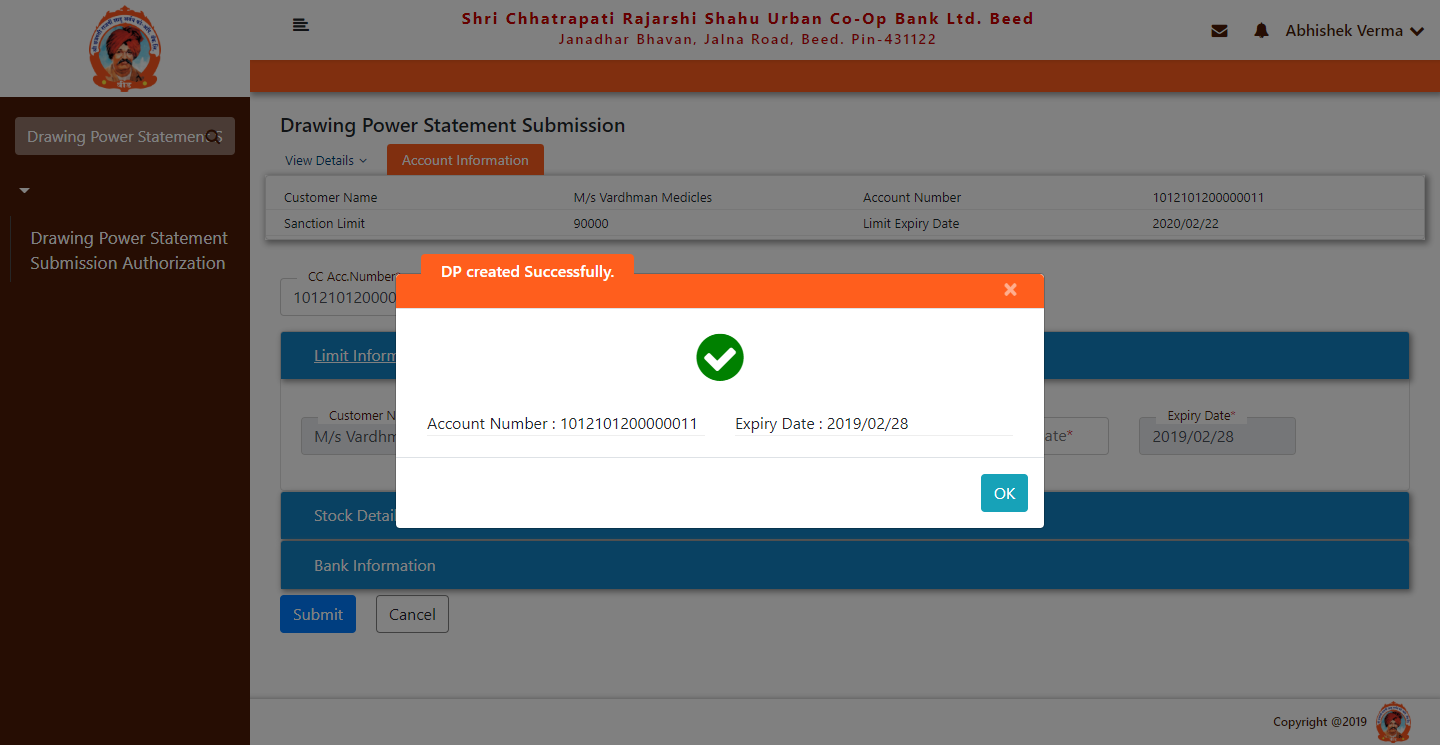 Shri Chhatrapati Rajarshi Shahu Urban Co-Op Bank Ltd. Beed
Janadhar Bhavan, Jalna Road, Beed. Pin-431122
Abhishek Verma
Drawing Power Statement
Drawing Power Statement
Submission Authorization
Drawing Power Statement Submission
View Details
Account Information
Customer Name M/s Vardhman Medicles Account Number 1012101200000011
Sanction Limit 90000 Limit Expiry Date 2020/02/22
CC Acc.Number
101210120000
DP created Successfully.
×
Limit Inform
Account Number : 1012101200000011 Expiry Date : 2019/02/28
Customer N
M/s Vardhm
ate*
Expiry Date*
2019/02/28
OK
Stock Detai
Bank Information
Submit Cancel
Copyright @2019